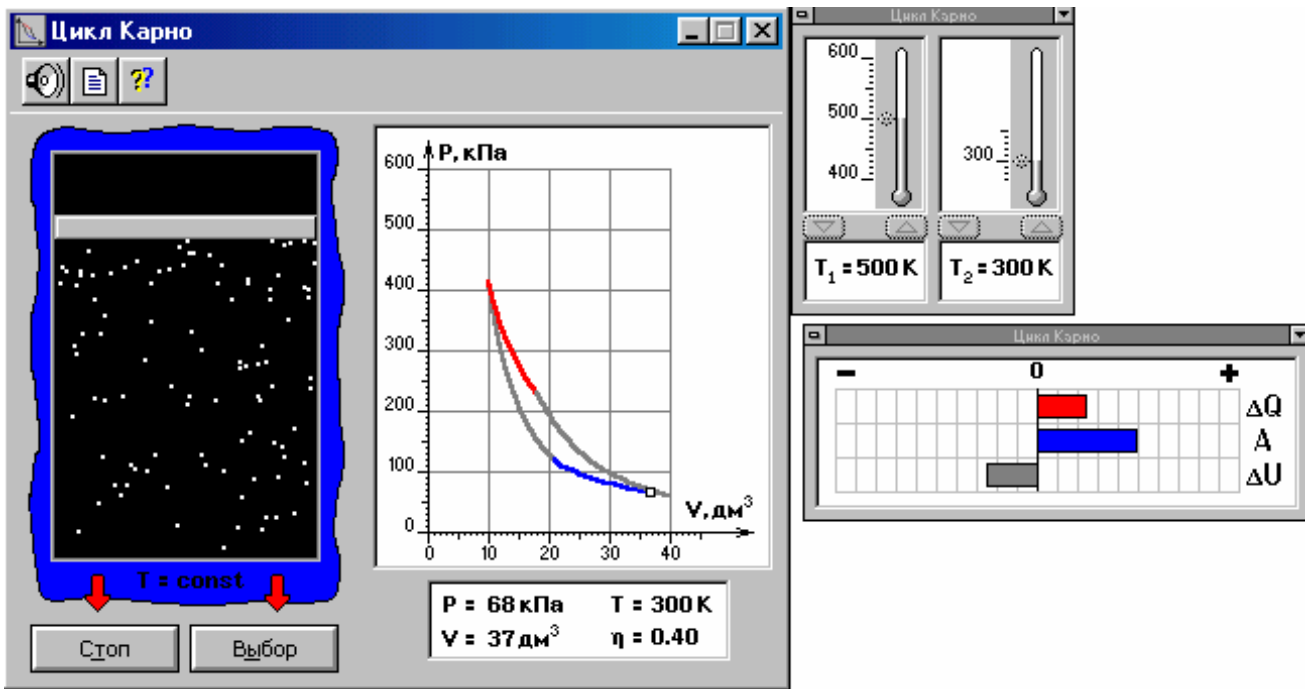 Цикл Карно
??
P, кПа
600
500
400
300
200
100
0
0 10 20 30 40
V, дм³
T = const
Стоп Выбор
P = 68 кПа T = 300 K
V = 37 дм³ η = 0.40
Цикл Карно
600
500
400
300
T₁ = 500 K T₂ = 300 K
Цикл Карно
− 0 +
ΔQ
A
ΔU